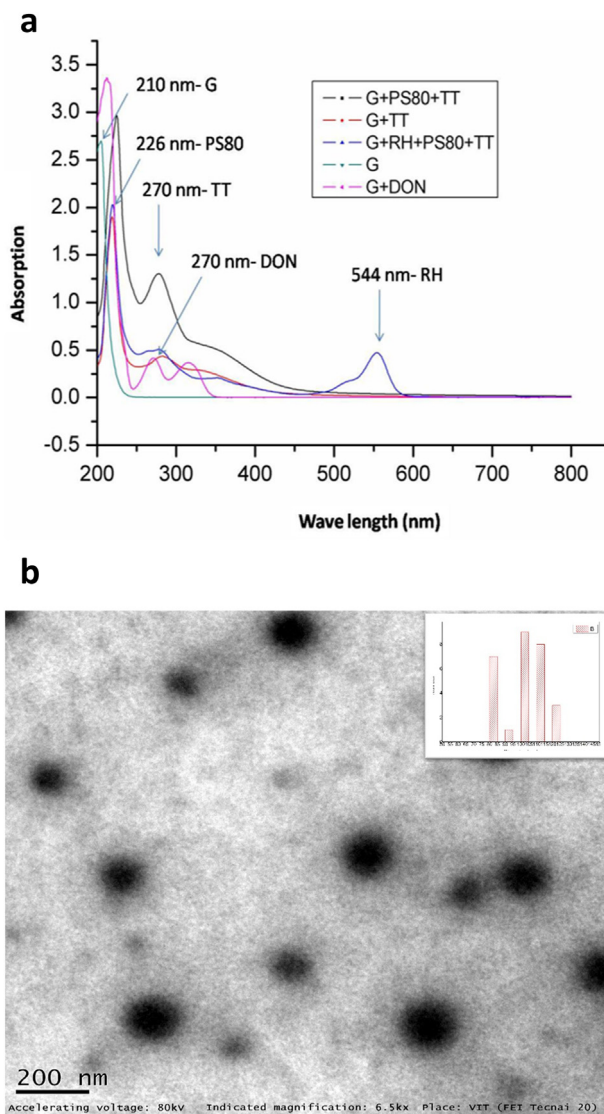 a
3.5
3.0
2.5
2.0
1.5
1.0
0.5
0.0
-0.5
Absorption
210 nm- G
226 nm- PS80
270 nm- TT
270 nm- DON
544 nm- RH
G+PS80+TT
G+TT
G+RH+PS80+TT
G
G+DON
200 300 400 500 600 700 800
Wave length (nm)
b
B
200 nm
Accelerating voltage: 80kV Indicated magnification: 6.5kx Place: VIT (FEI Tecnai 20)